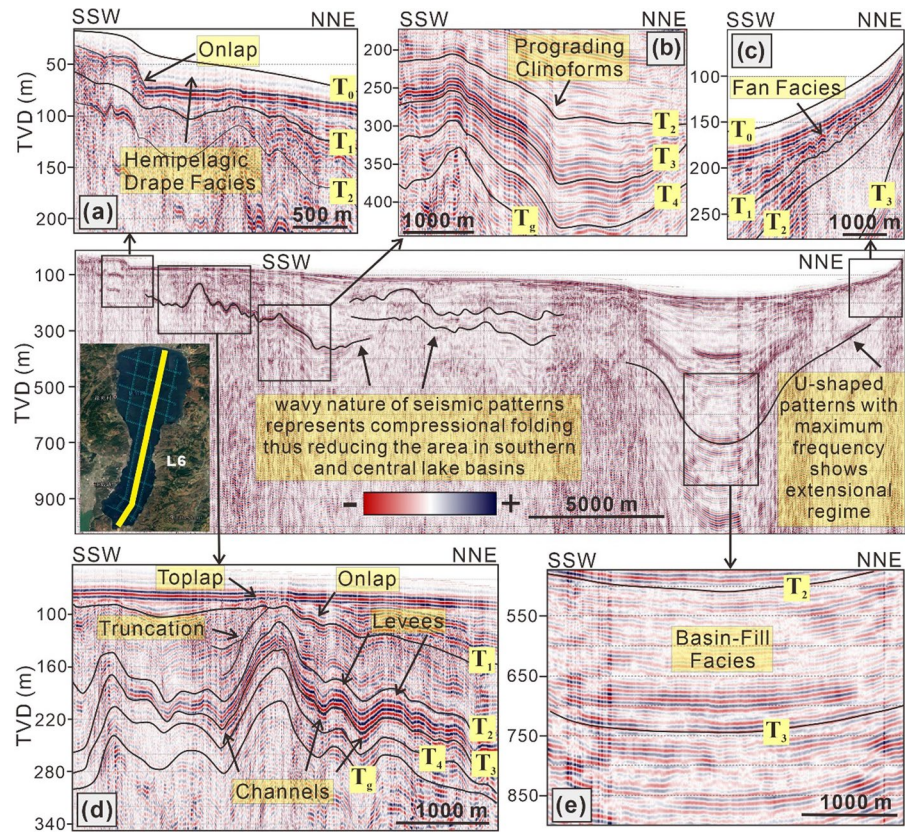 SSW NNE
TVD (m)
50
100
150
200
Onlap
Hemipelagic
Drape Facies
T0
T1
T2
(a)
500 m
SSW NNE
200
250
300
350
400
(b)
Prograding
Clinoforms
T2
T3
T4
Tg
1000 m
SSW NNE
100
150
200
250
(c)
Fan Facies
T0
T1
T2
T3
1000 m
SSW NNE
TVD (m)
100
300
500
700
900
L6
wavy nature of seismic patterns
represents compressional folding
thus reducing the area in southern
and central lake basins
U-shaped
patterns with
maximum
frequency
shows
extensional
regime
- +
5000 m
SSW NNE
TVD (m)
100
160
220
280
340
Toplap
Onlap
Truncation
Levees
T1
T2
T3
T4
Tg
Channels
(d)
1000 m
SSW NNE
550
650
750
850
T2
Basin-Fill
Facies
T3
(e)
1000 m